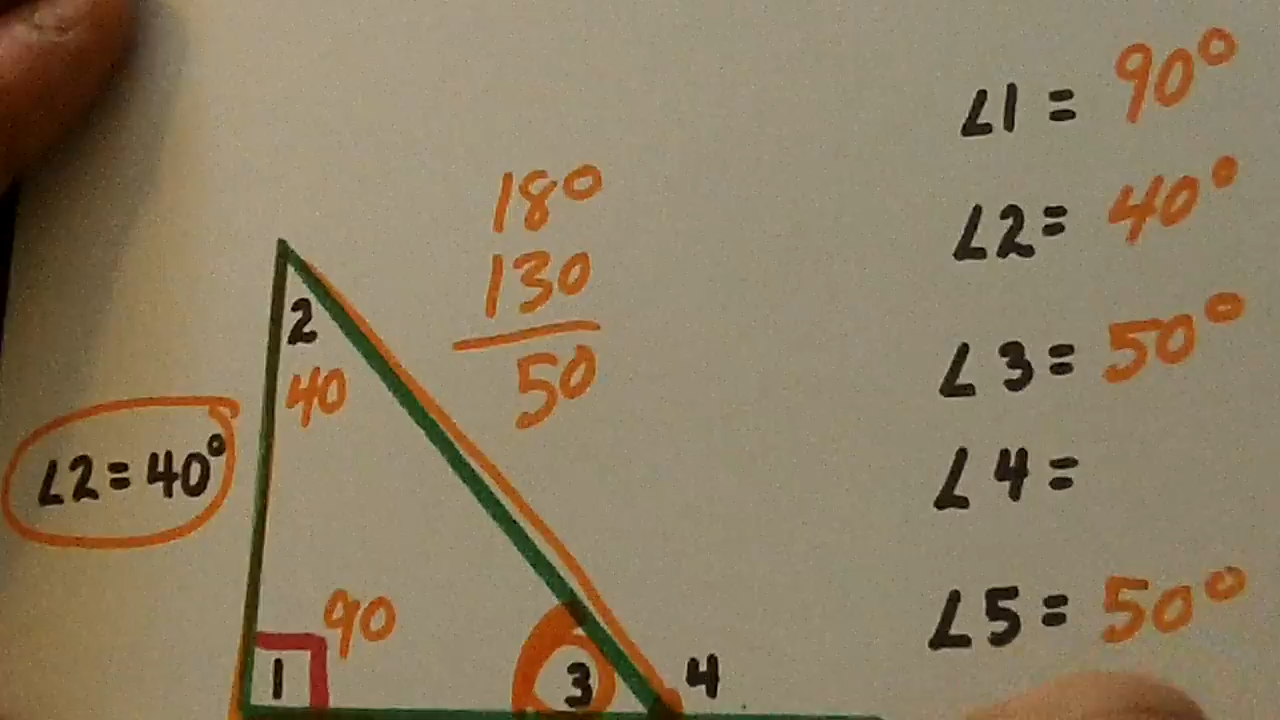 ∠1 = 90°
∠2 = 40°
∠3 = 50°
∠4 =
∠5 = 50°
180
130
50
2
40
∠2 = 40°
90
1
3
4